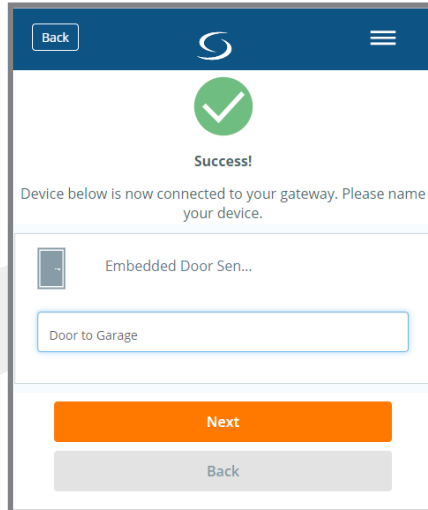 Back
Success!
Device below is now connected to your gateway. Please name
your device.
Embedded Door Sen...
Door to Garage
Next
Back